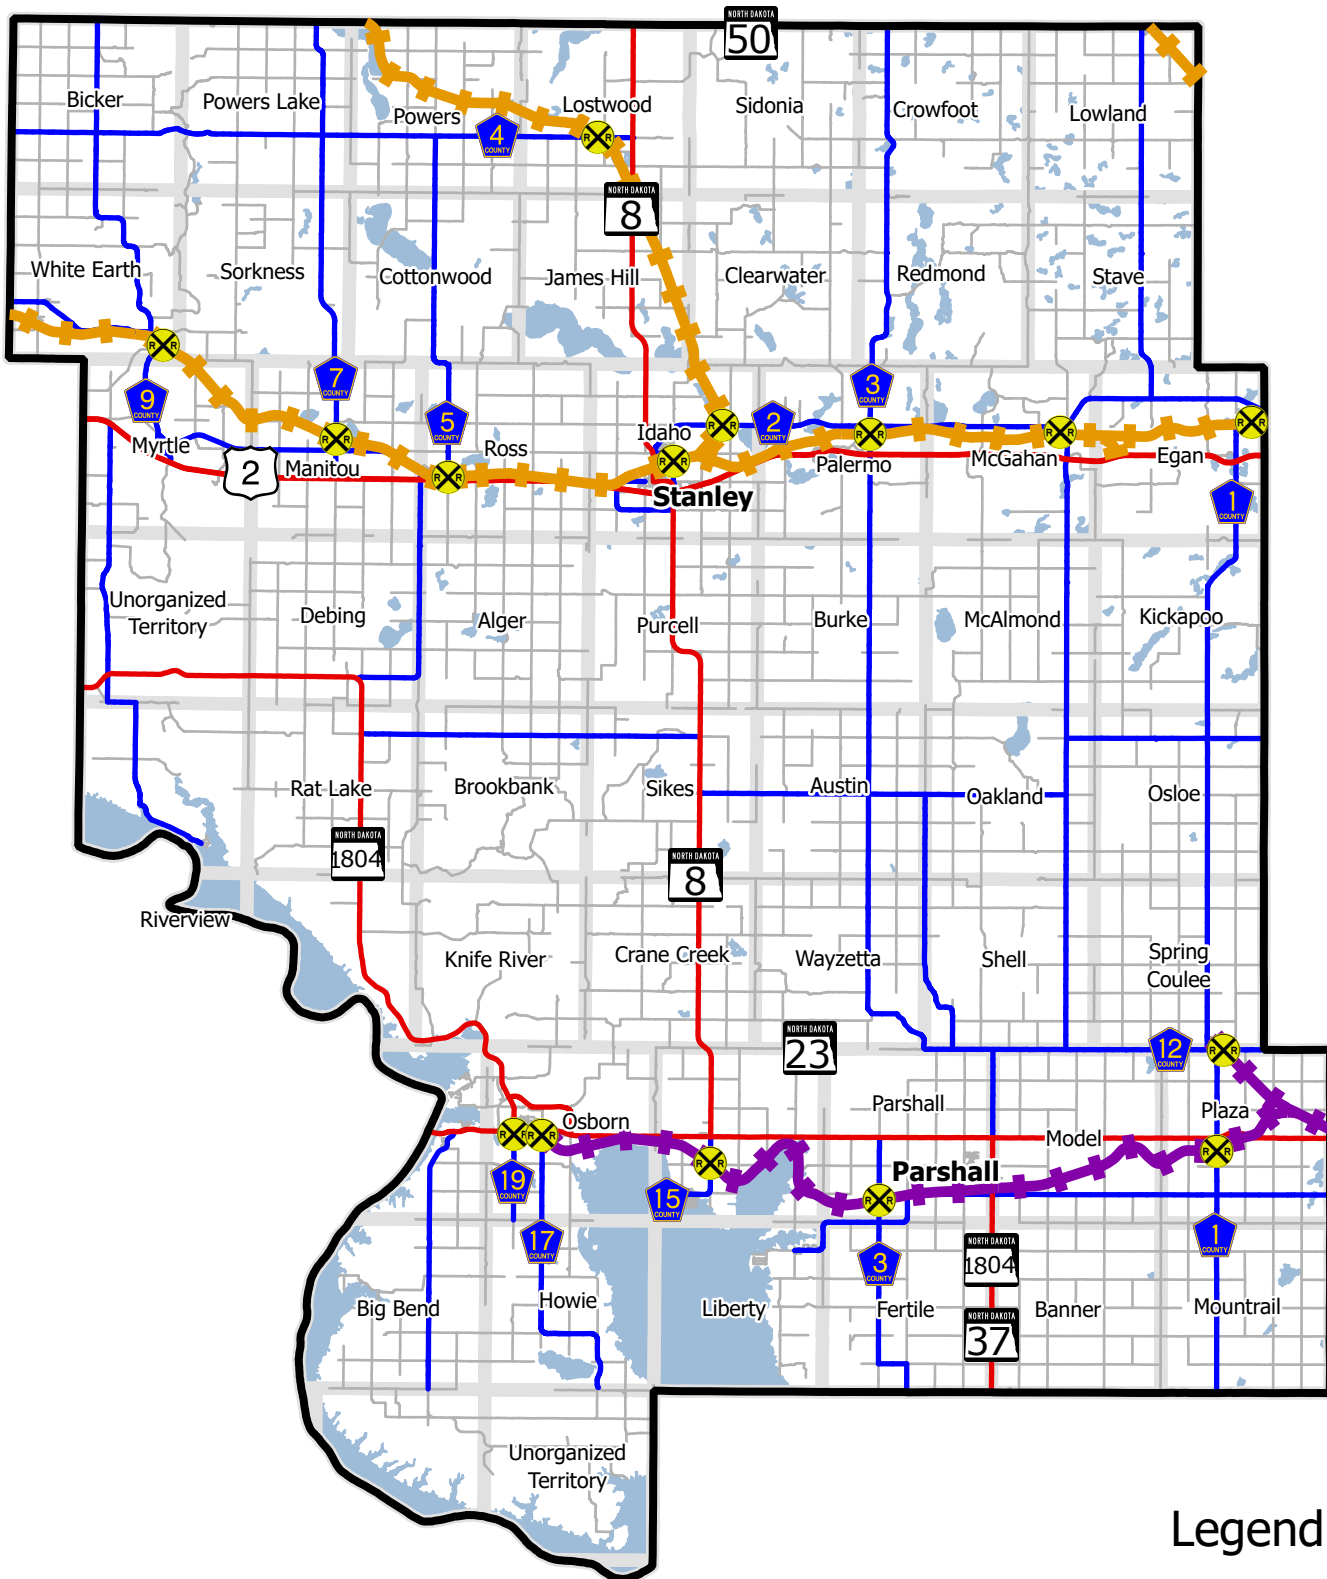 NORTH DAKOTA
50
Bicker
Powers Lake
Powers
Lostwood
Sidonia
Crowfoot
Lowland
4
COUNTY
R R
NORTH DAKOTA
8
White Earth
Sorkness
Cottonwood
James Hill
Clearwater
Redmond
Stave
R R
9
COUNTY
7
COUNTY
5
COUNTY
3
COUNTY
2
COUNTY
Myrtle
Manitou
Ross
Idaho
Palermo
McGahan
Egan
R R
R R
R R
R R
R R
R R
R R
2
Stanley
1
COUNTY
Unorganized
Territory
Debing
Alger
Purcell
Burke
McAlmond
Kickapoo
Rat Lake
Brookbank
Sikes
Austin
Oakland
Osloe
NORTH DAKOTA
1804
NORTH DAKOTA
8
Riverview
Knife River
Crane Creek
Wayzetta
Shell
Spring
Coulee
NORTH DAKOTA
23
12
COUNTY
R R
Parshall
Plaza
Osborn
Model
R R
R R
R R
R R
Parshall
R R
19
COUNTY
15
COUNTY
17
COUNTY
3
COUNTY
NORTH DAKOTA
1804
1
COUNTY
Big Bend
Howie
Liberty
Fertile
Banner
Mountrail
NORTH DAKOTA
37
Unorganized
Territory
Legend